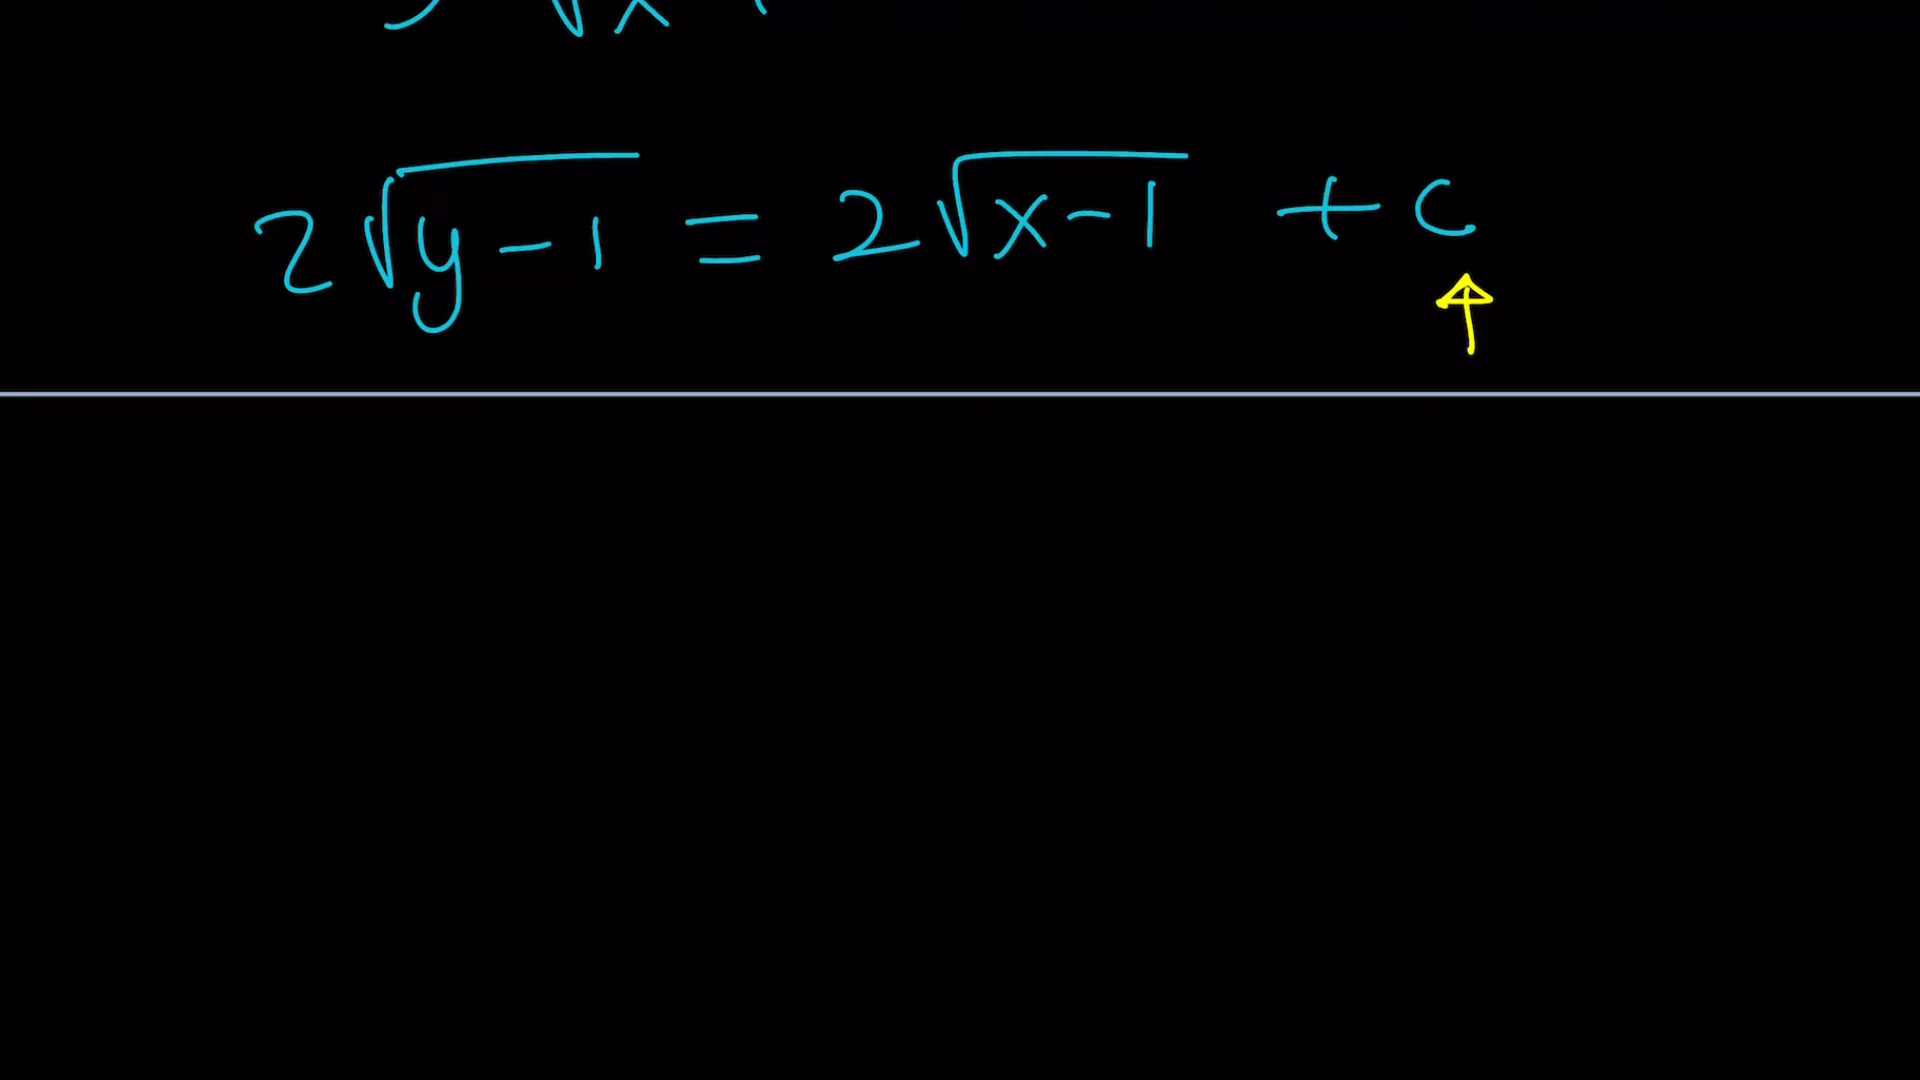 √x
2√y-1 = 2√x-1 + c